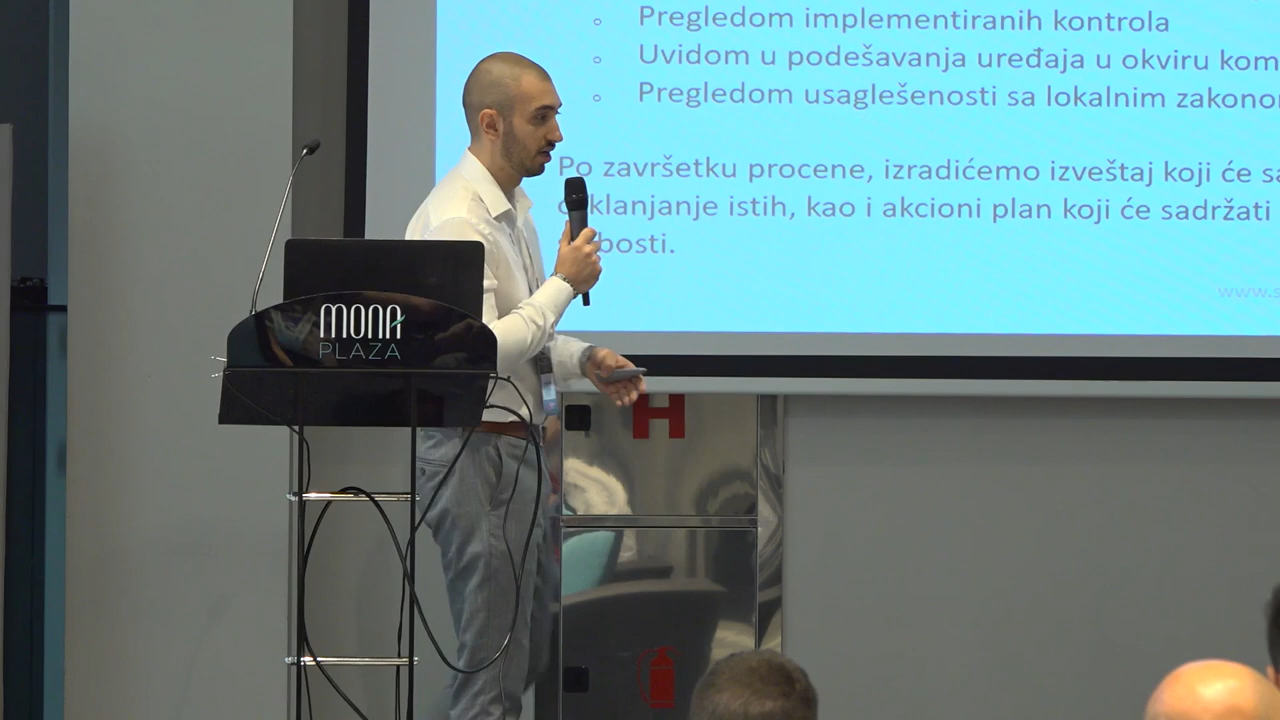 Pregledom implementiranih kontrola
Uvidom u podešavanja uređaja u okviru kom
Pregledom usaglešenosti sa lokalnim zakono
Po završetku procene, izradićemo izveštaj koji će sa
klanjanje istih, kao i akcioni plan koji će sadržati
bosti.
www.s
MONA
PLAZA
H